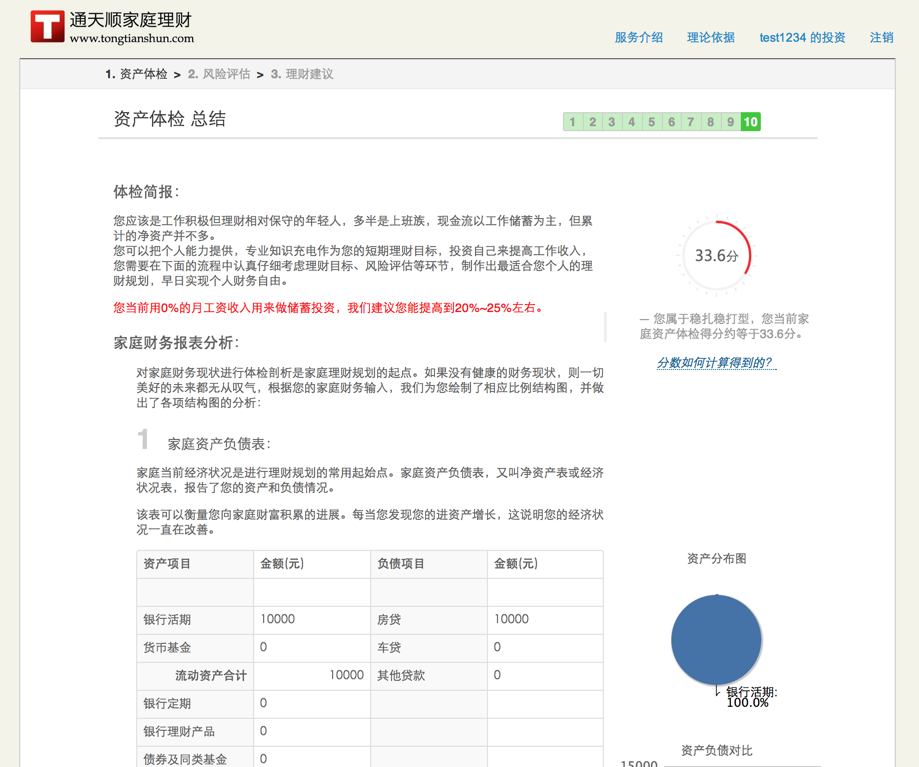 通天顺家庭理财
www.tongtianshun.com
服务介绍 理论依据 test1234 的投资 注销
1. 资产体检 > 2. 风险评估 > 3. 理财建议
资产体检 总结
1 2 3 4 5 6 7 8 9 10
体检简报：
您应该是工作积极但理财相对保守的年轻人，多半是上班族，现金流以工作储蓄为主，但累
计的净资产并不多。
您可以把个人能力提供，专业知识充电作为您的短期理财目标，投资自己来提高工作收入，
您需要在下面的流程中认真仔细考虑理财目标、风险评估等环节，制作出最适合您个人的理
财规划，早日实现个人财务自由。
您当前用0%的月工资收入用来做储蓄投资，我们建议您能提高到20%~25%左右。
33.6分
— 您属于稳扎稳打型，您当前家
庭资产体检得分约等于33.6分。
分数如何计算得到的？
家庭财务报表分析：
对家庭财务现状进行体检剖析是家庭理财规划的起点。如果没有健康的财务现状，则一切
美好的未来都无从叹气，根据您的家庭财务输入，我们为您绘制了相应比例结构图，并做
出了各项结构图的分析：
1 家庭资产负债表：
家庭当前经济状况是进行理财规划的常用起始点。家庭资产负债表，又叫净资产表或经济
状况表，报告了您的资产和负债情况。
该表可以衡量您向家庭财富积累的进展。每当您发现您的进资产增长，这说明您的经济状
况一直在改善。
资产项目 金额(元) 负债项目 金额(元)
银行活期 10000 房贷 10000
货币基金 0 车贷 0
流动资产合计 10000 其他贷款 0
银行定期 0
银行理财产品 0
债券及同类基金 0
资产分布图
银行活期:
100.0%
资产负债对比
15000